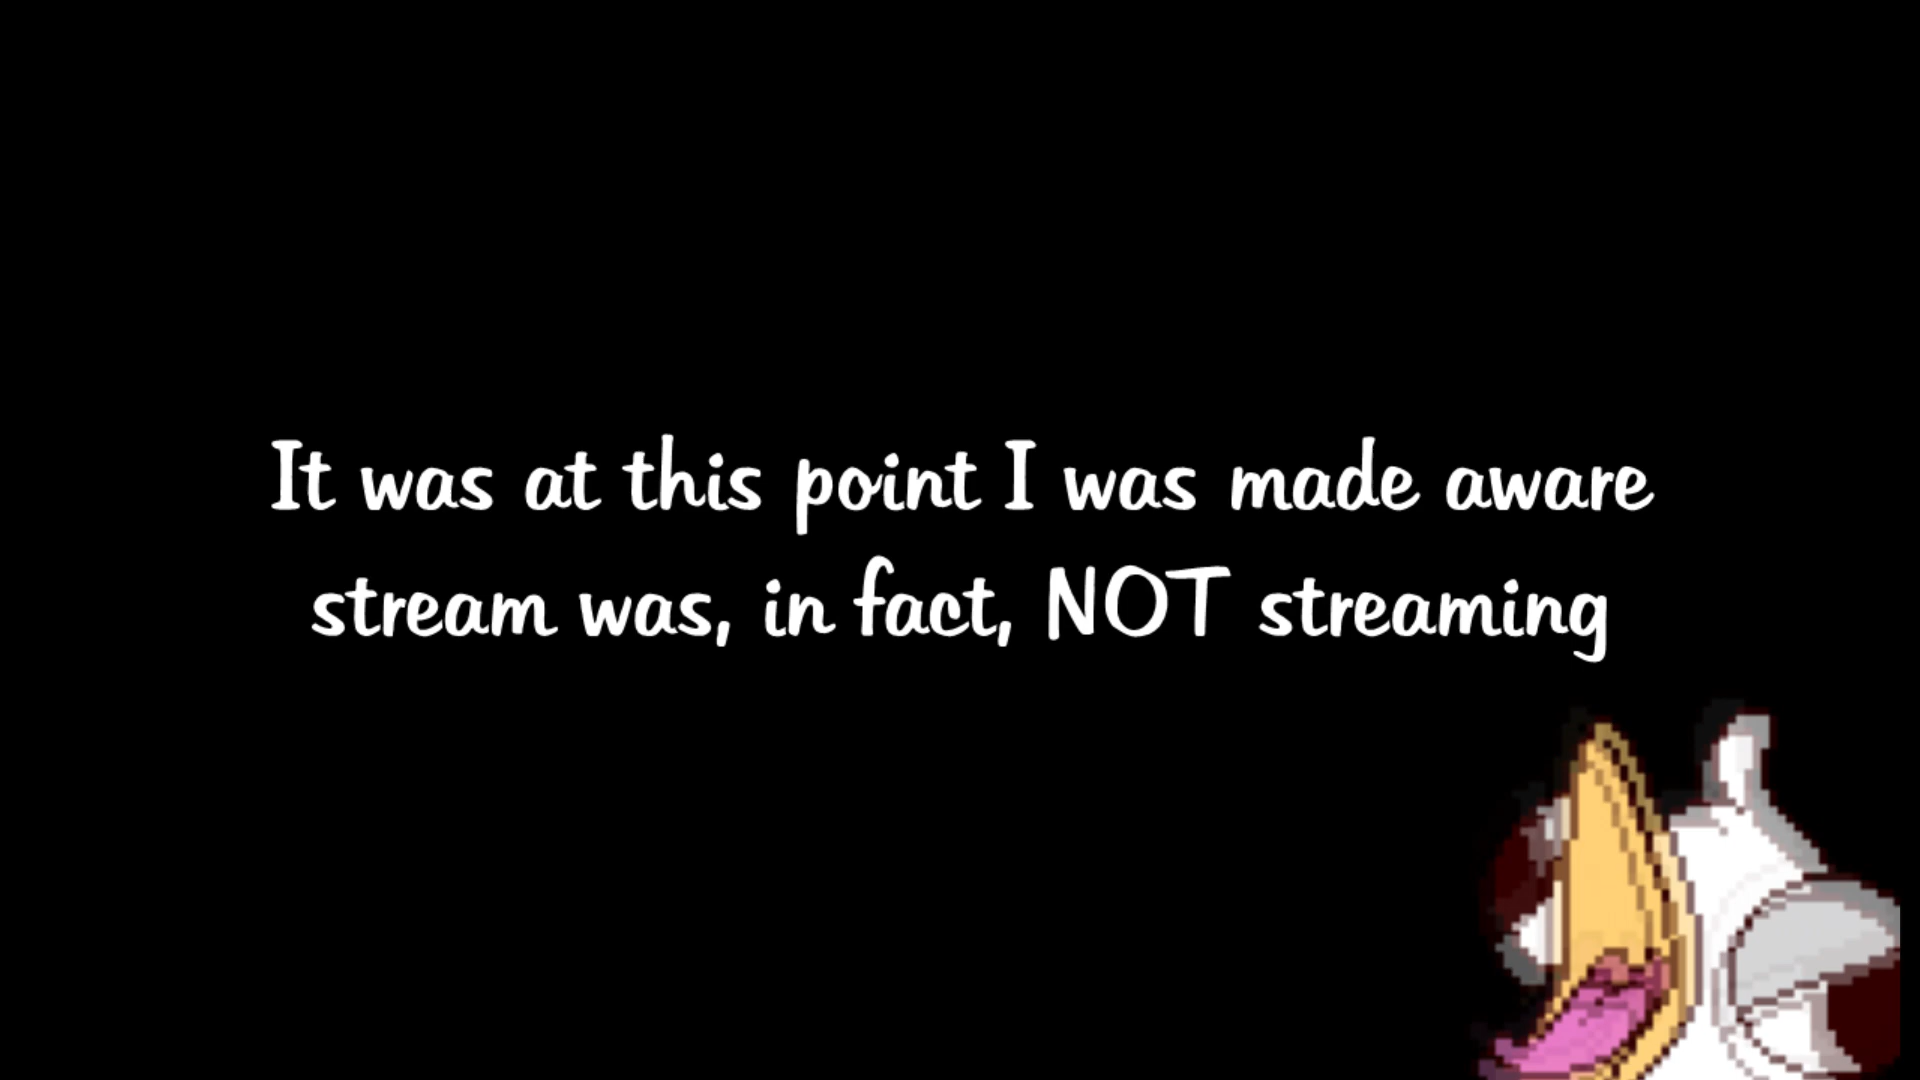 It was at this point I was made aware
stream was, in fact, NOT streaming